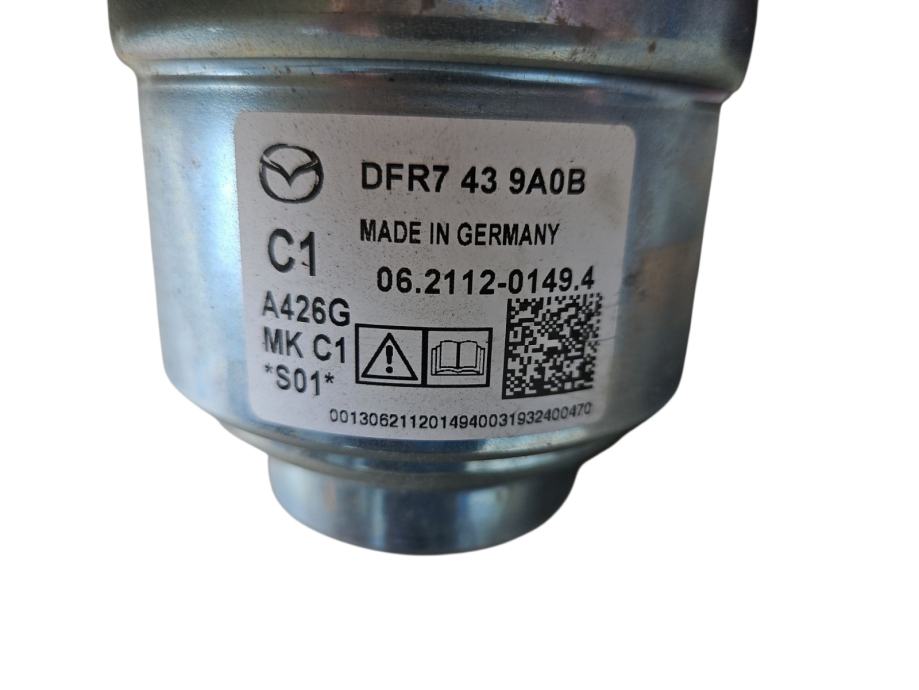 DFR7 43 9A0B
MADE IN GERMANY
C1
06.2112-0149.4
A426G
MK C1
*S01*
0013062112014940031932400470